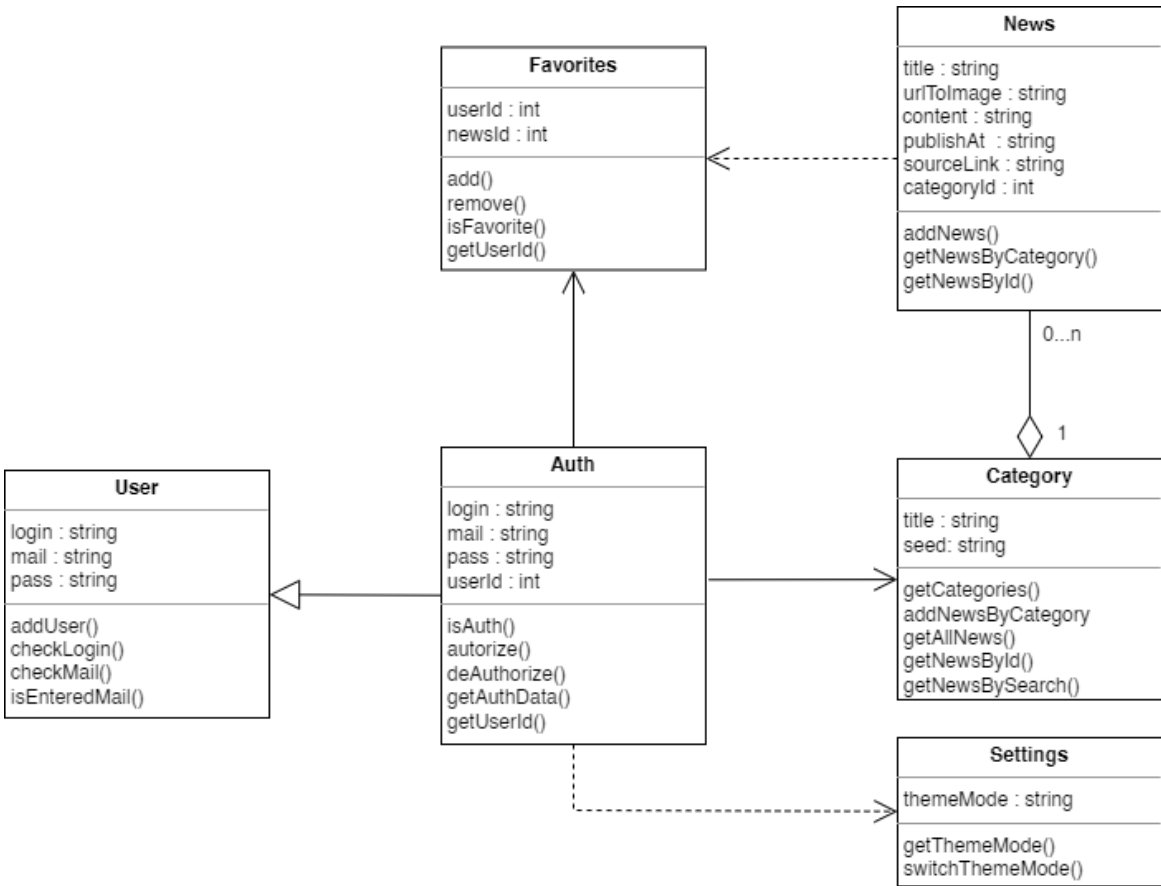 News
title : string
urlToImage : string
content : string
publishAt : string
sourceLink : string
categoryId : int
addNews()
getNewsByCategory()
getNewsById()
Favorites
userId : int
newsId : int
add()
remove()
isFavorite()
getUserId()
0...n
1
User
login : string
mail : string
pass : string
addUser()
checkLogin()
checkMail()
isEnteredMail()
Auth
login : string
mail : string
pass : string
userId : int
isAuth()
autorize()
deAuthorize()
getAuthData()
getUserId()
Category
title : string
seed: string
getCategories()
addNewsByCategory
getAllNews()
getNewsById()
getNewsBySearch()
Settings
themeMode : string
getThemeMode()
switchThemeMode()